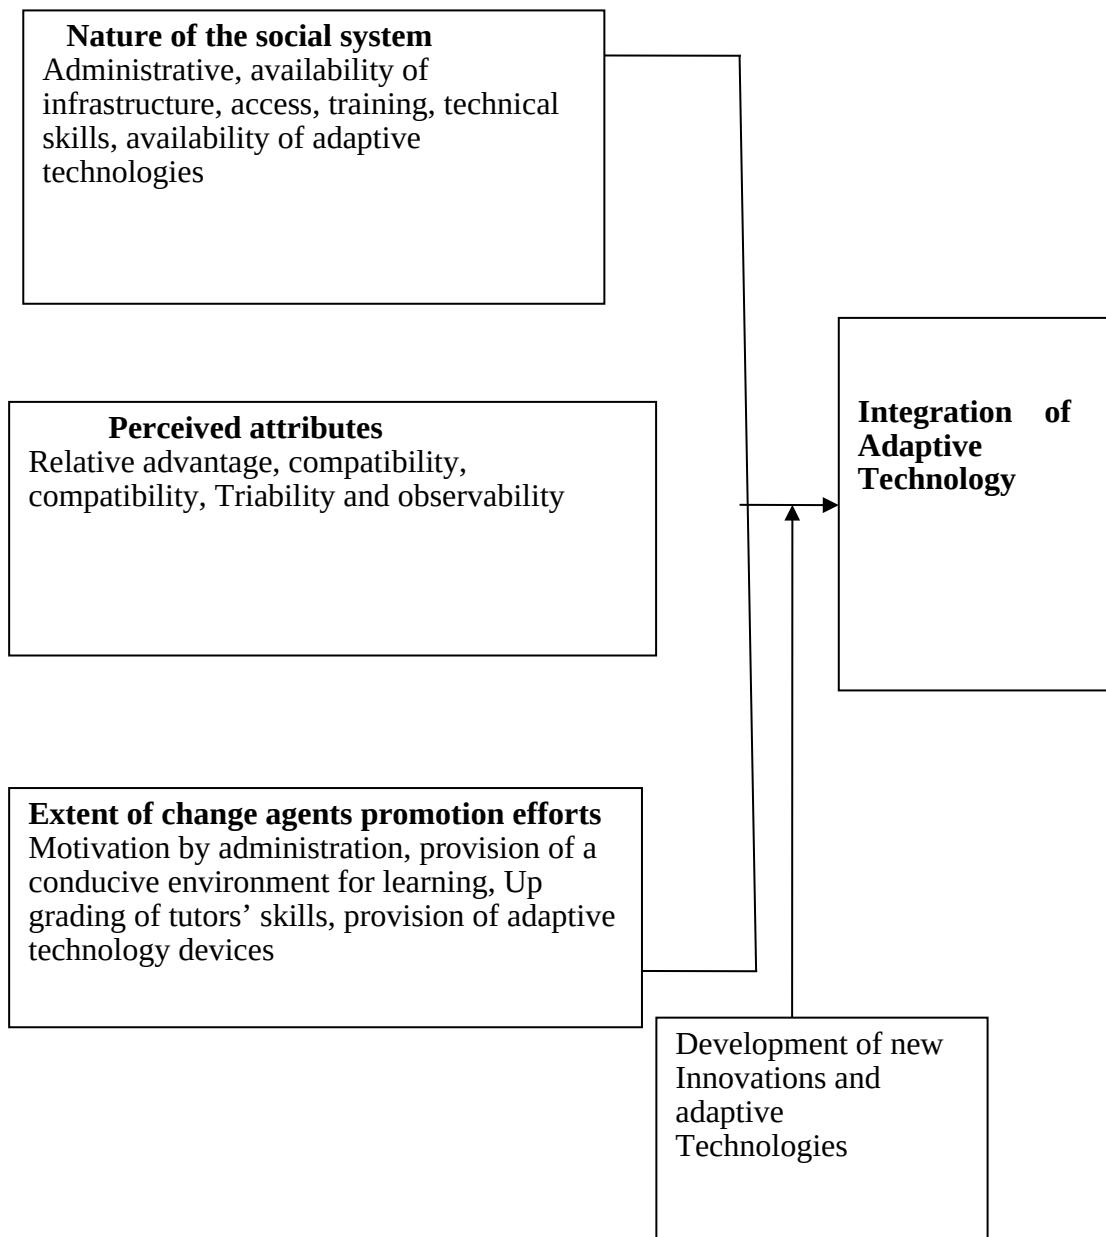 Nature of the social system
Administrative, availability of
infrastructure, access, training, technical
skills, availability of adaptive
technologies
Perceived attributes
Relative advantage, compatibility,
compatibility, Triability and observability
Integration of
Adaptive
Technology
Extent of change agents promotion efforts
Motivation by administration, provision of a
conducive environment for learning, Up
grading of tutors’ skills, provision of adaptive
technology devices
Development of new
Innovations and
adaptive
Technologies